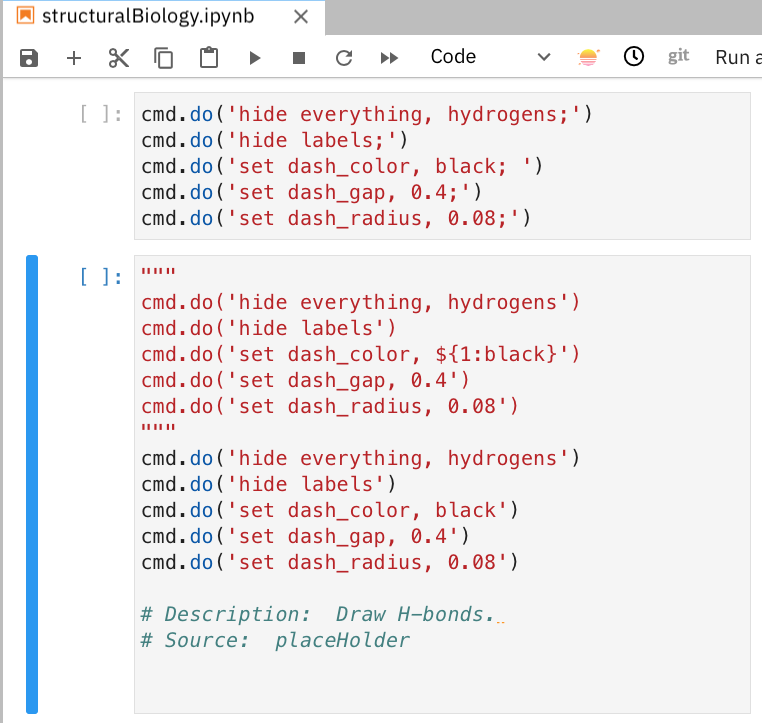 structuralBiology.ipynb
Code git Run a
[ ]: cmd.do('hide everything, hydrogens;')
cmd.do('hide labels;')
cmd.do('set dash_color, black; ')
cmd.do('set dash_gap, 0.4;')
cmd.do('set dash_radius, 0.08;')
[ ]: """
cmd.do('hide everything, hydrogens')
cmd.do('hide labels')
cmd.do('set dash_color, ${1:black}')
cmd.do('set dash_gap, 0.4')
cmd.do('set dash_radius, 0.08')
"""
cmd.do('hide everything, hydrogens')
cmd.do('hide labels')
cmd.do('set dash_color, black')
cmd.do('set dash_gap, 0.4')
cmd.do('set dash_radius, 0.08')
# Description:  Draw H-bonds.
# Source:  placeHolder